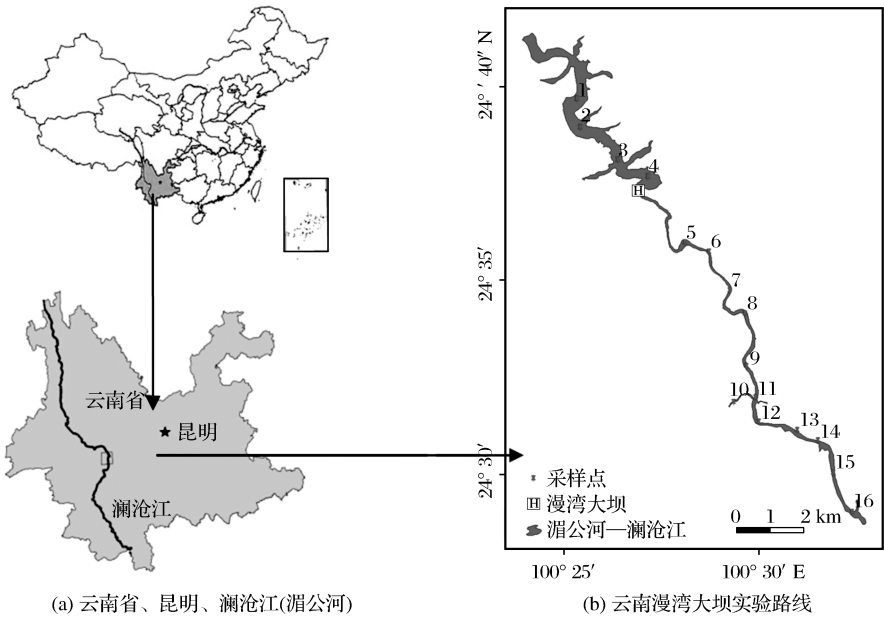 云南省
昆明
澜沧江
(a) 云南省、昆明、澜沧江(湄公河)
24° ′ 40″ N
24° 35′
24° 30′
1
2
3
4
H
5
6
7
8
9
10
11
12
13
14
15
16
采样点
H 漫湾大坝
湄公河—澜沧江
0 1 2 km
100° 25′
100° 30′ E
(b) 云南漫湾大坝实验路线